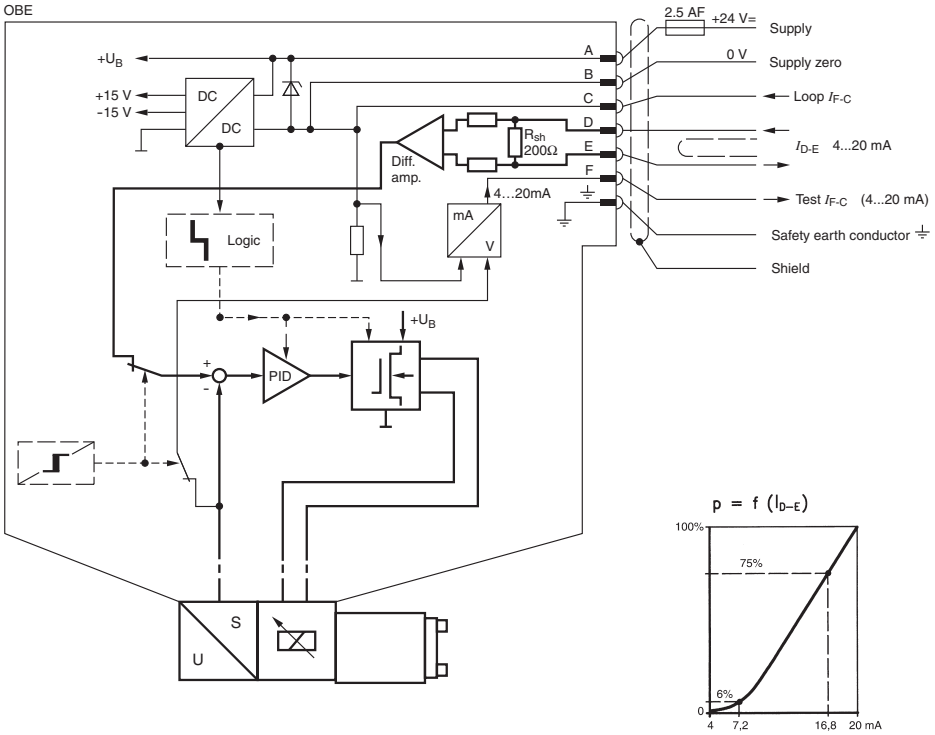 OBE
2.5 AF
+24 V=
Supply
0 V
Supply zero
Loop I_F-C
I_D-E 4...20 mA
Test I_F-C (4...20 mA)
Safety earth conductor
Shield
A
B
C
D
E
F
+U_B
+15 V
-15 V
DC
DC
R_sh
200Ω
Diff.
amp.
4...20mA
mA
V
Logic
+U_B
+
-
PID
S
U
p = f (I_D-E)
100%
75%
6%
0
4 7,2 16,8 20 mA